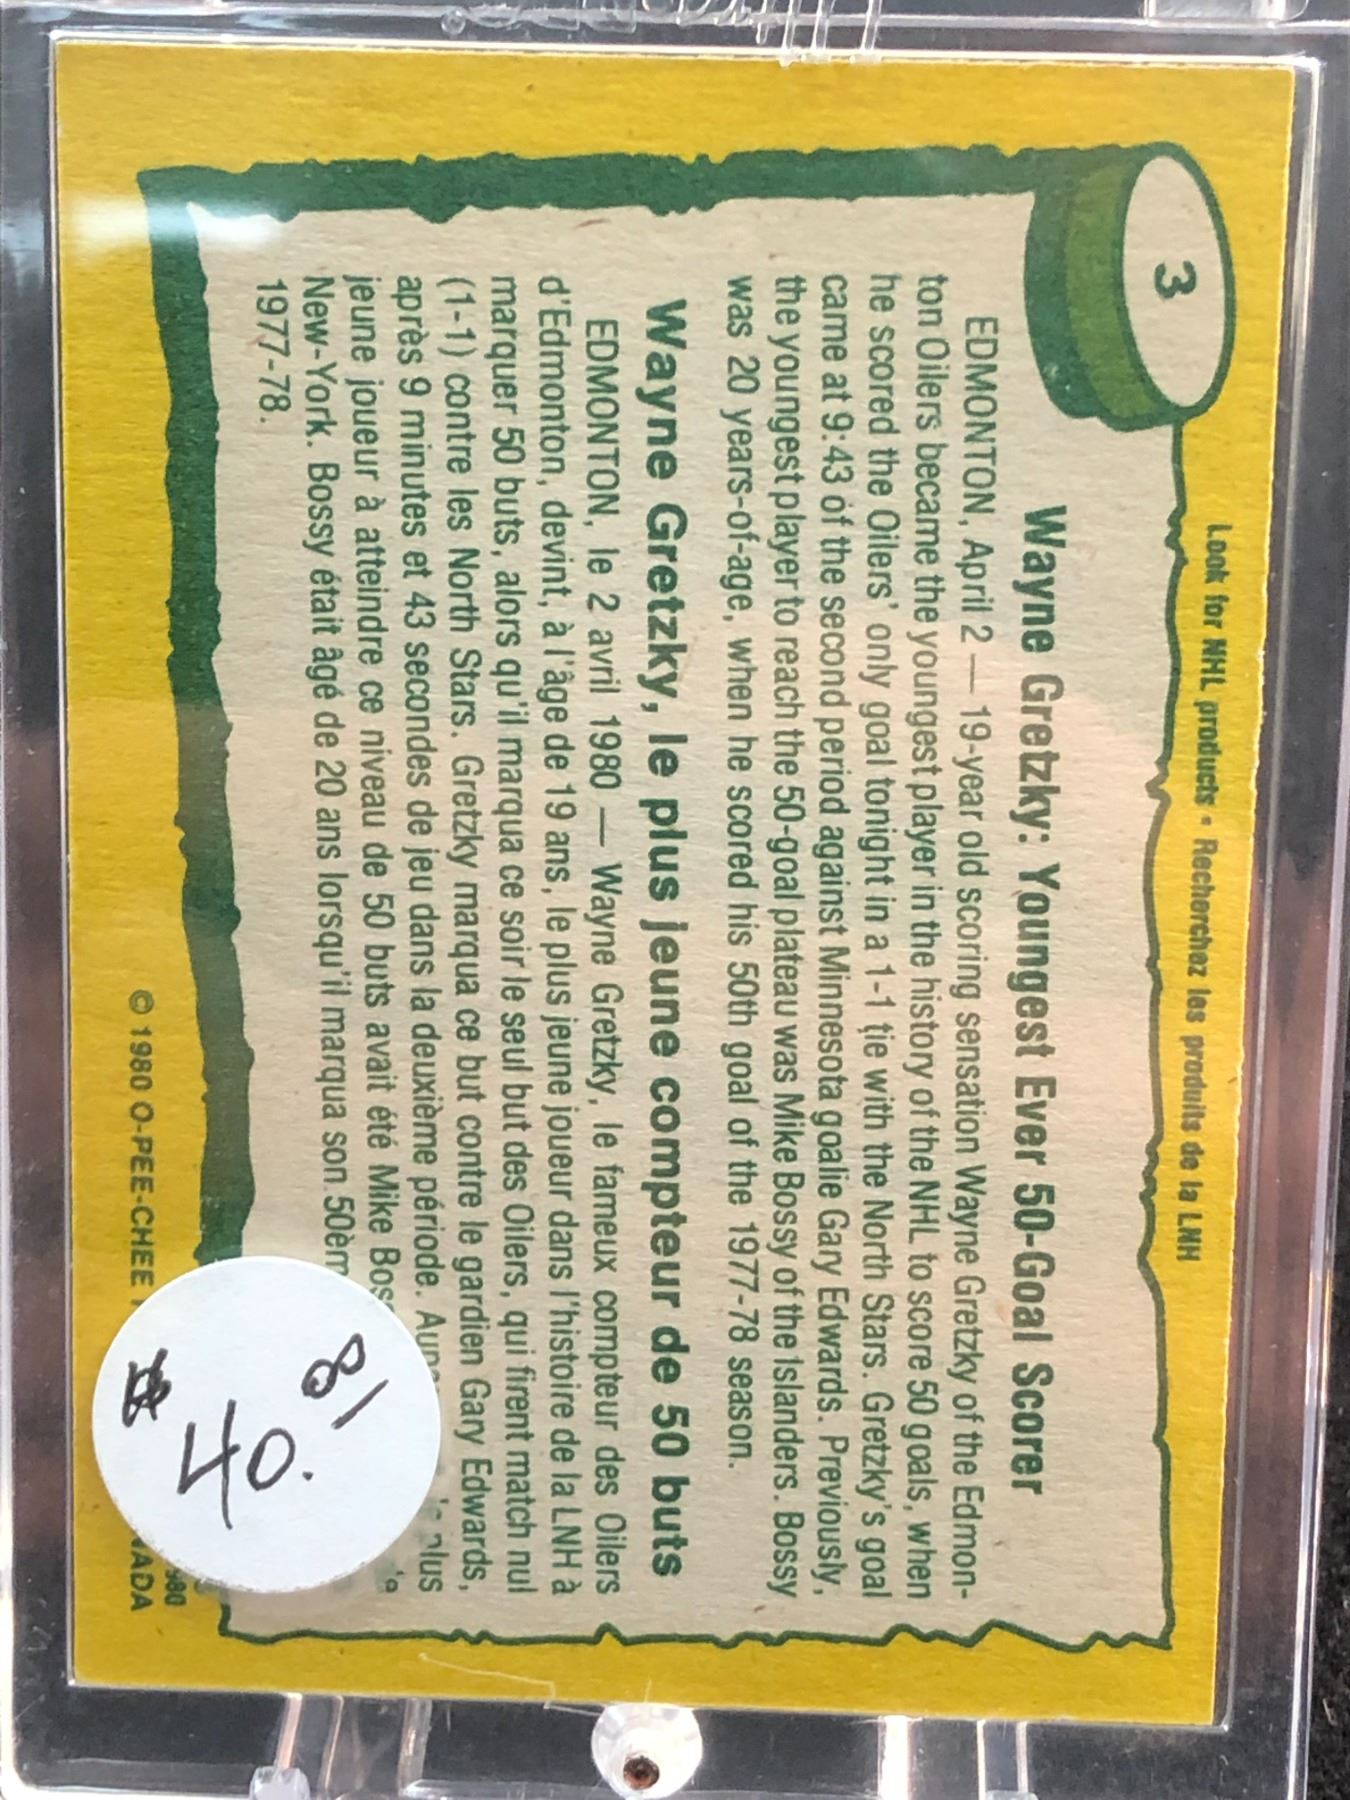 3
Look for NHL products • Recherchez les produits de la LNH
Wayne Gretzky: Youngest Ever 50-Goal Scorer
EDMONTON, April 2 — 19-year old scoring sensation Wayne Gretzky of the Edmon-
ton Oilers became the youngest player in the history of the NHL to score 50 goals, when
he scored the Oilers' only goal tonight in a 1-1 tie with the North Stars. Gretzky's goal
came at 9:43 of the second period against Minnesota goalie Gary Edwards. Previously,
the youngest player to reach the 50-goal plateau was Mike Bossy of the Islanders. Bossy
was 20 years-of-age, when he scored his 50th goal of the 1977-78 season.
Wayne Gretzky, le plus jeune compteur de 50 buts
EDMONTON, le 2 avril 1980 — Wayne Gretzky, le fameux compteur des Oilers
d'Edmonton, devint, à l'âge de 19 ans, le plus jeune joueur dans l'histoire de la LNH à
marquer 50 buts, alors qu'il marqua ce soir le seul but des Oilers, qui firent match nul
(1-1) contre les North Stars. Gretzky marqua ce but contre le gardien Gary Edwards,
après 9 minutes et 43 secondes de jeu dans la deuxième période. plus
jeune joueur à atteindre ce niveau de 50 buts avait été Mike
New-York. Bossy était âgé de 20 ans lorsqu'il marqua son
1977-78.
© 1980 O-PEE-CHEE
18
$40.